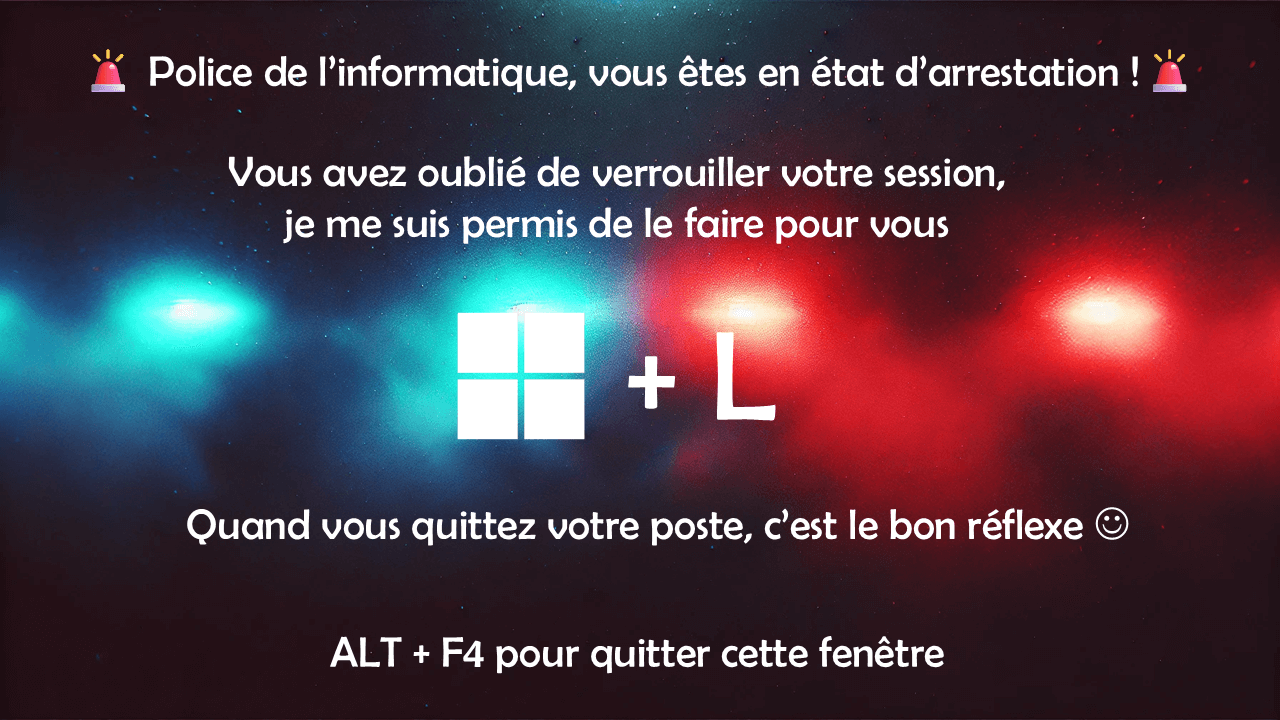 🚨 Police de l’informatique, vous êtes en état d’arrestation ! 🚨
Vous avez oublié de verrouiller votre session,
je me suis permis de le faire pour vous
+ L
Quand vous quittez votre poste, c’est le bon réflexe ☺
ALT + F4 pour quitter cette fenêtre